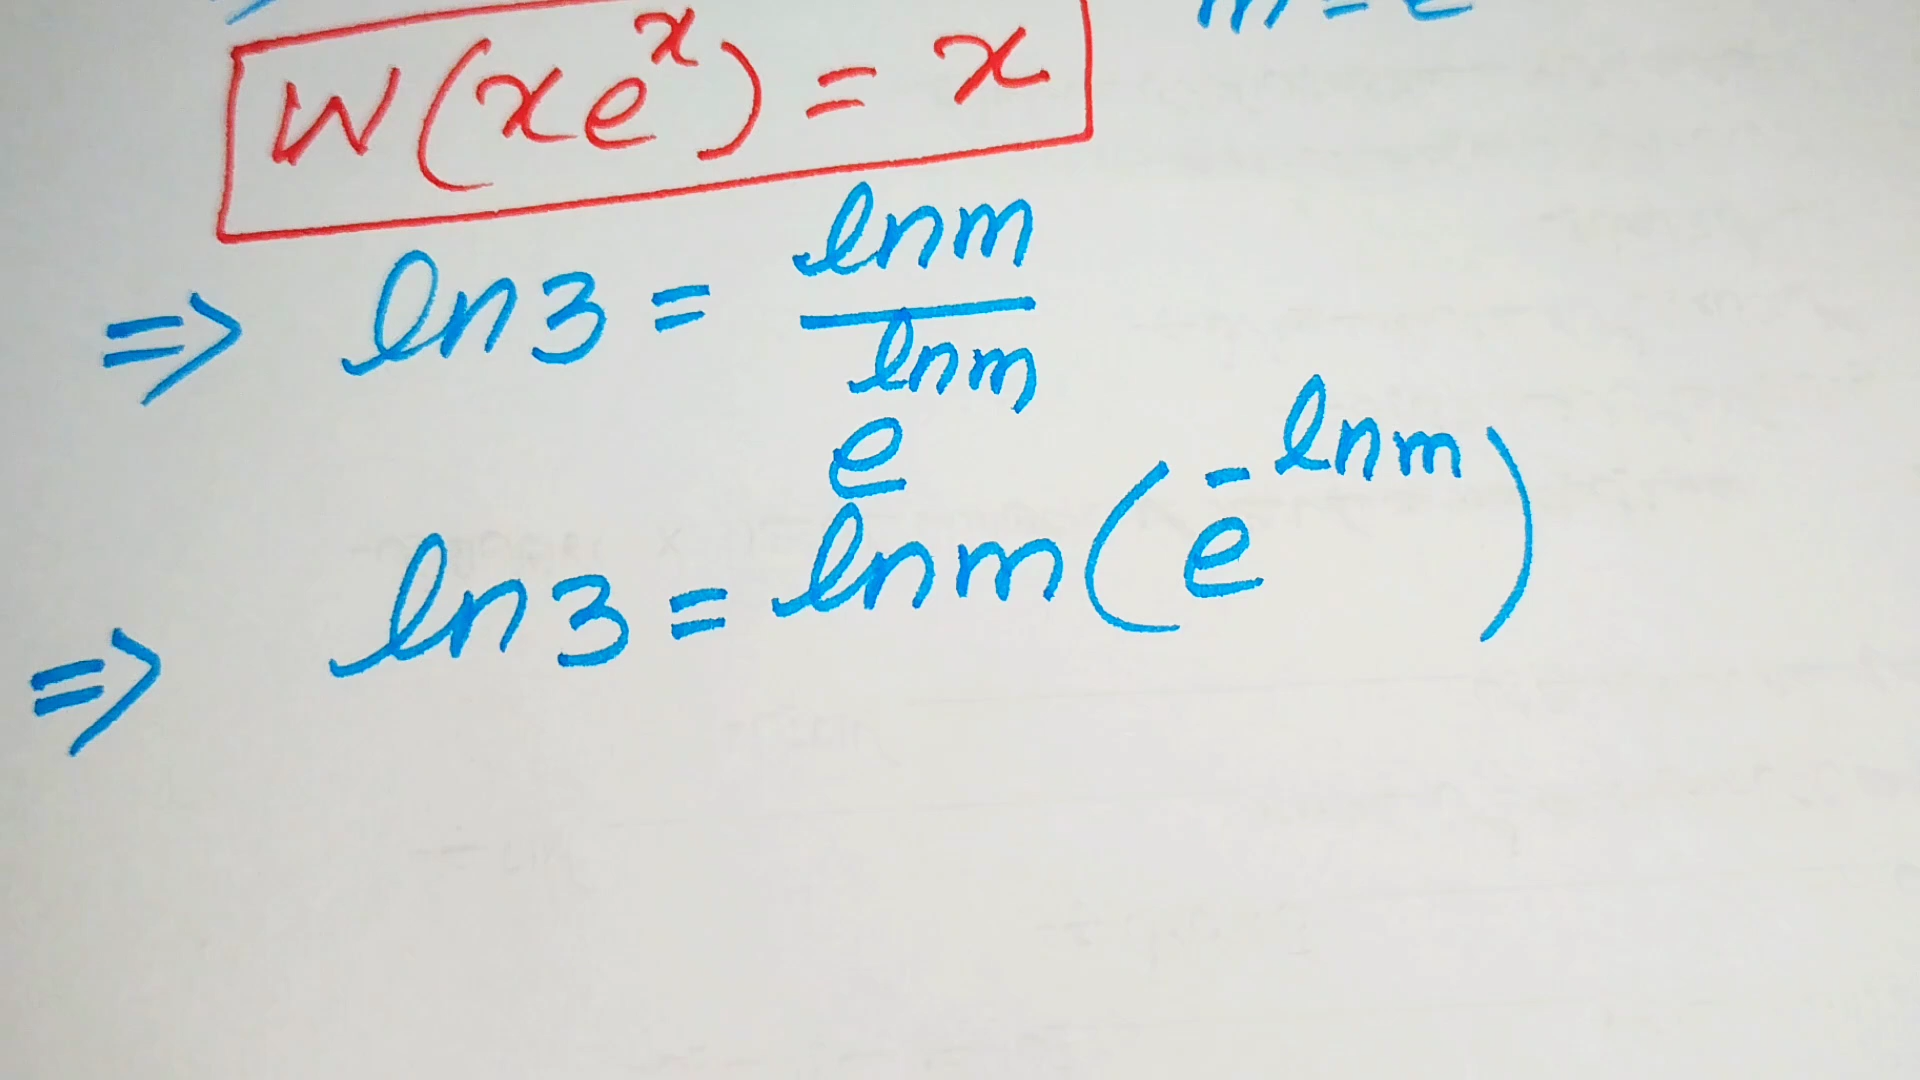 m = e
W(xe^x) = x
=> ln3 = lnm / e^lnm
=> ln3 = lnm(e^-lnm)